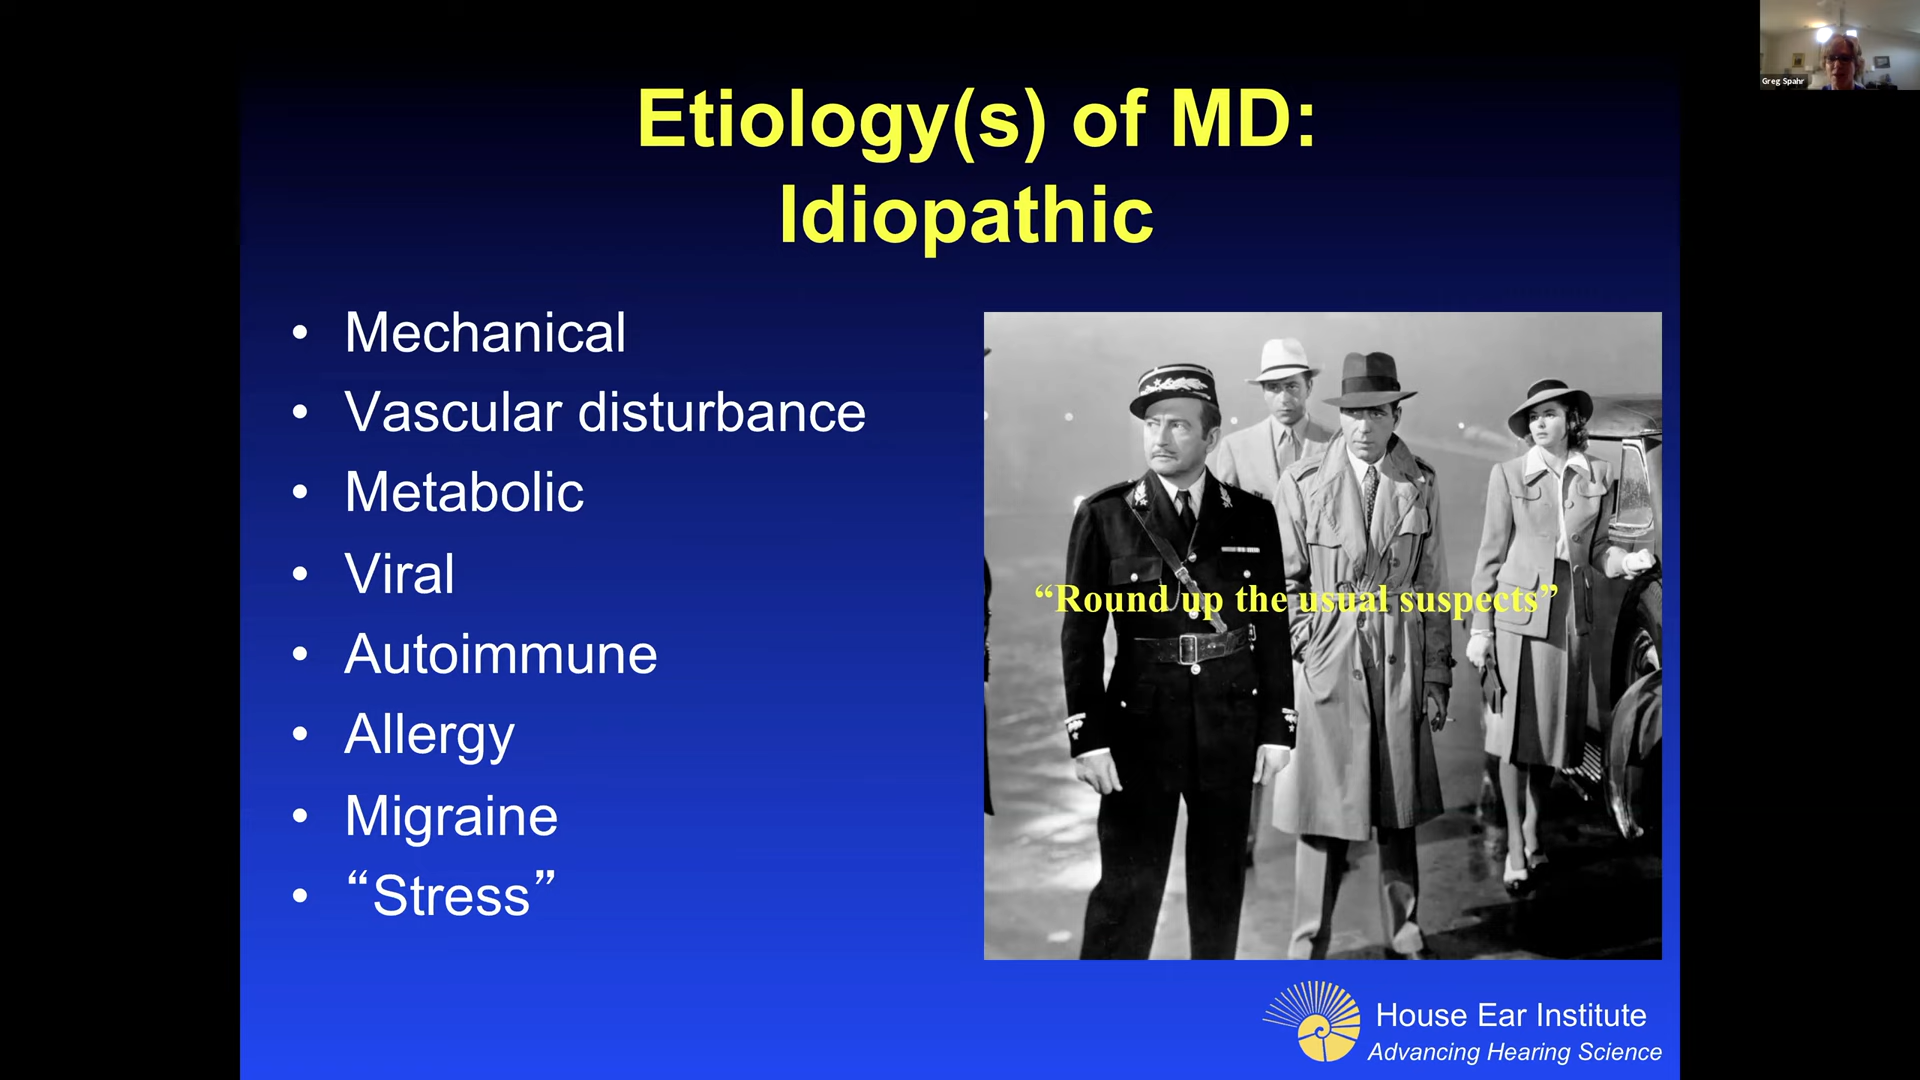 Greg Spahr
Etiology(s) of MD:
Idiopathic
• Mechanical
• Vascular disturbance
• Metabolic
• Viral
• Autoimmune
• Allergy
• Migraine
• “Stress”
“Round up the usual suspects”
House Ear Institute
Advancing Hearing Science